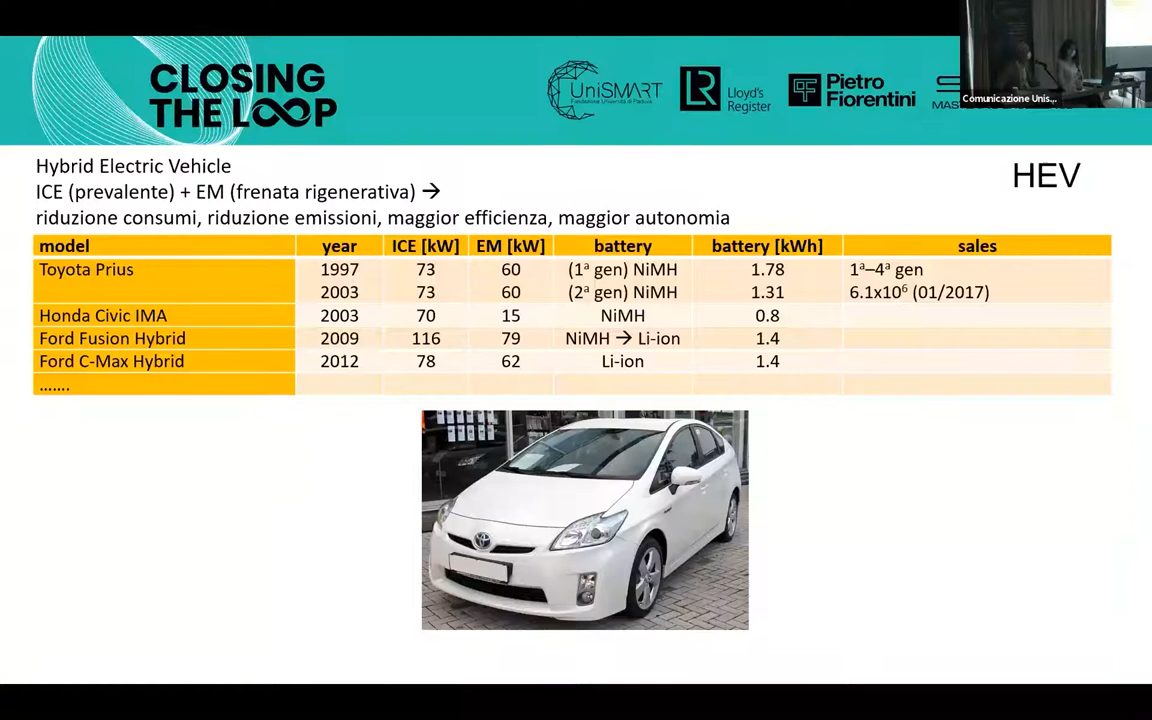 CLOSING
THE LOOP
UniSMART
Fondazione Università di Padova
LR
Lloyd's
Register
Pietro
Fiorentini
Comunicazione Unis...
Hybrid Electric Vehicle
HEV
ICE (prevalente) + EM (frenata rigenerativa) →
riduzione consumi, riduzione emissioni, maggior efficienza, maggior autonomia
model year ICE [kW] EM [kW] battery battery [kWh] sales
Toyota Prius 1997 73 60 (1ª gen) NiMH 1.78 1ª–4ª gen
2003 73 60 (2ª gen) NiMH 1.31 6.1x10⁶ (01/2017)
Honda Civic IMA 2003 70 15 NiMH 0.8
Ford Fusion Hybrid 2009 116 79 NiMH → Li-ion 1.4
Ford C-Max Hybrid 2012 78 62 Li-ion 1.4
…….